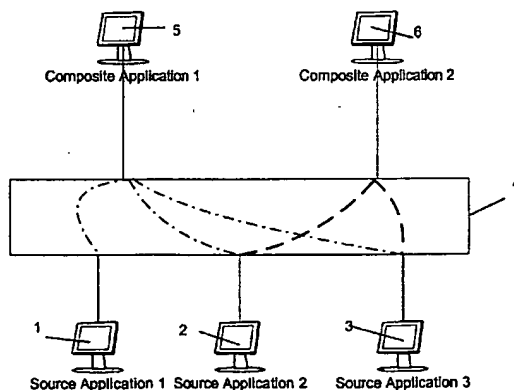 5
6
Composite Application 1
Composite Application 2
1
2
3
Source Application 1
Source Application 2
Source Application 3